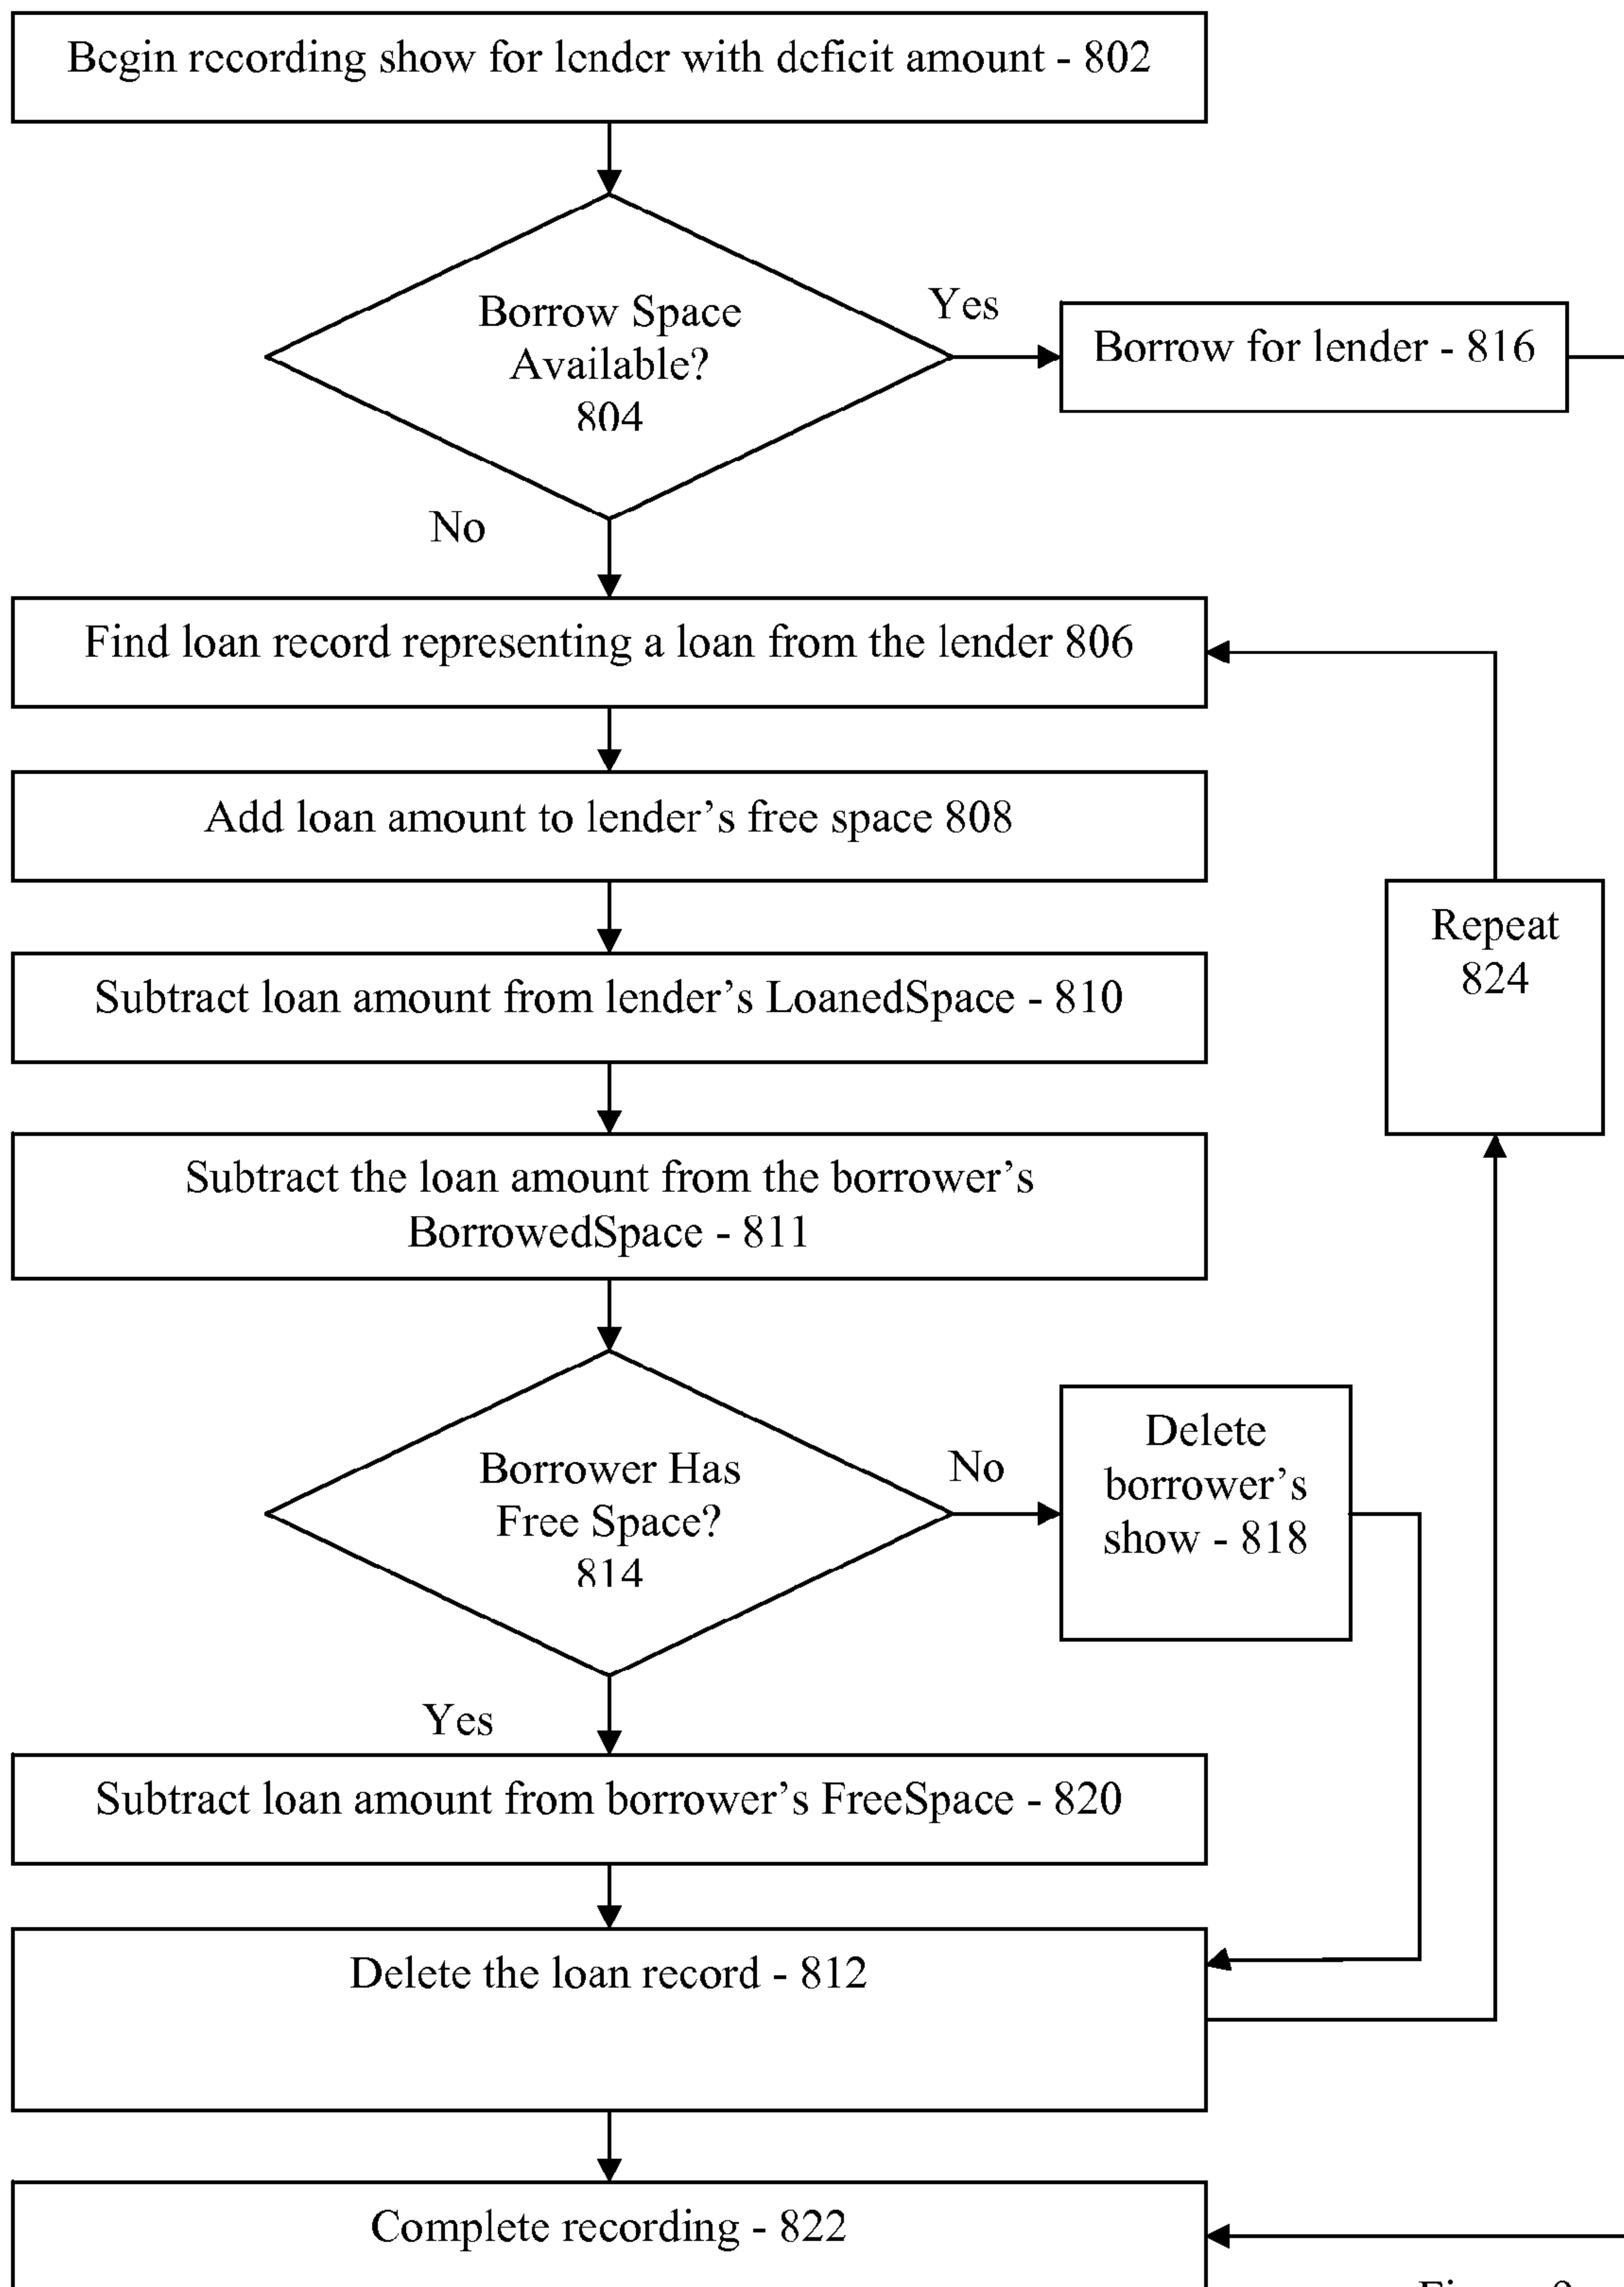 Begin recording show for lender with deficit amount - 802
Borrow Space
Available?
804
Yes
Borrow for lender - 816
No
Find loan record representing a loan from the lender 806
Add loan amount to lender’s free space 808
Repeat
824
Subtract loan amount from lender’s LoanedSpace - 810
Subtract the loan amount from the borrower’s
BorrowedSpace - 811
Borrower Has
Free Space?
814
No
Delete
borrower’s
show - 818
Yes
Subtract loan amount from borrower’s FreeSpace - 820
Delete the loan record - 812
Complete recording - 822